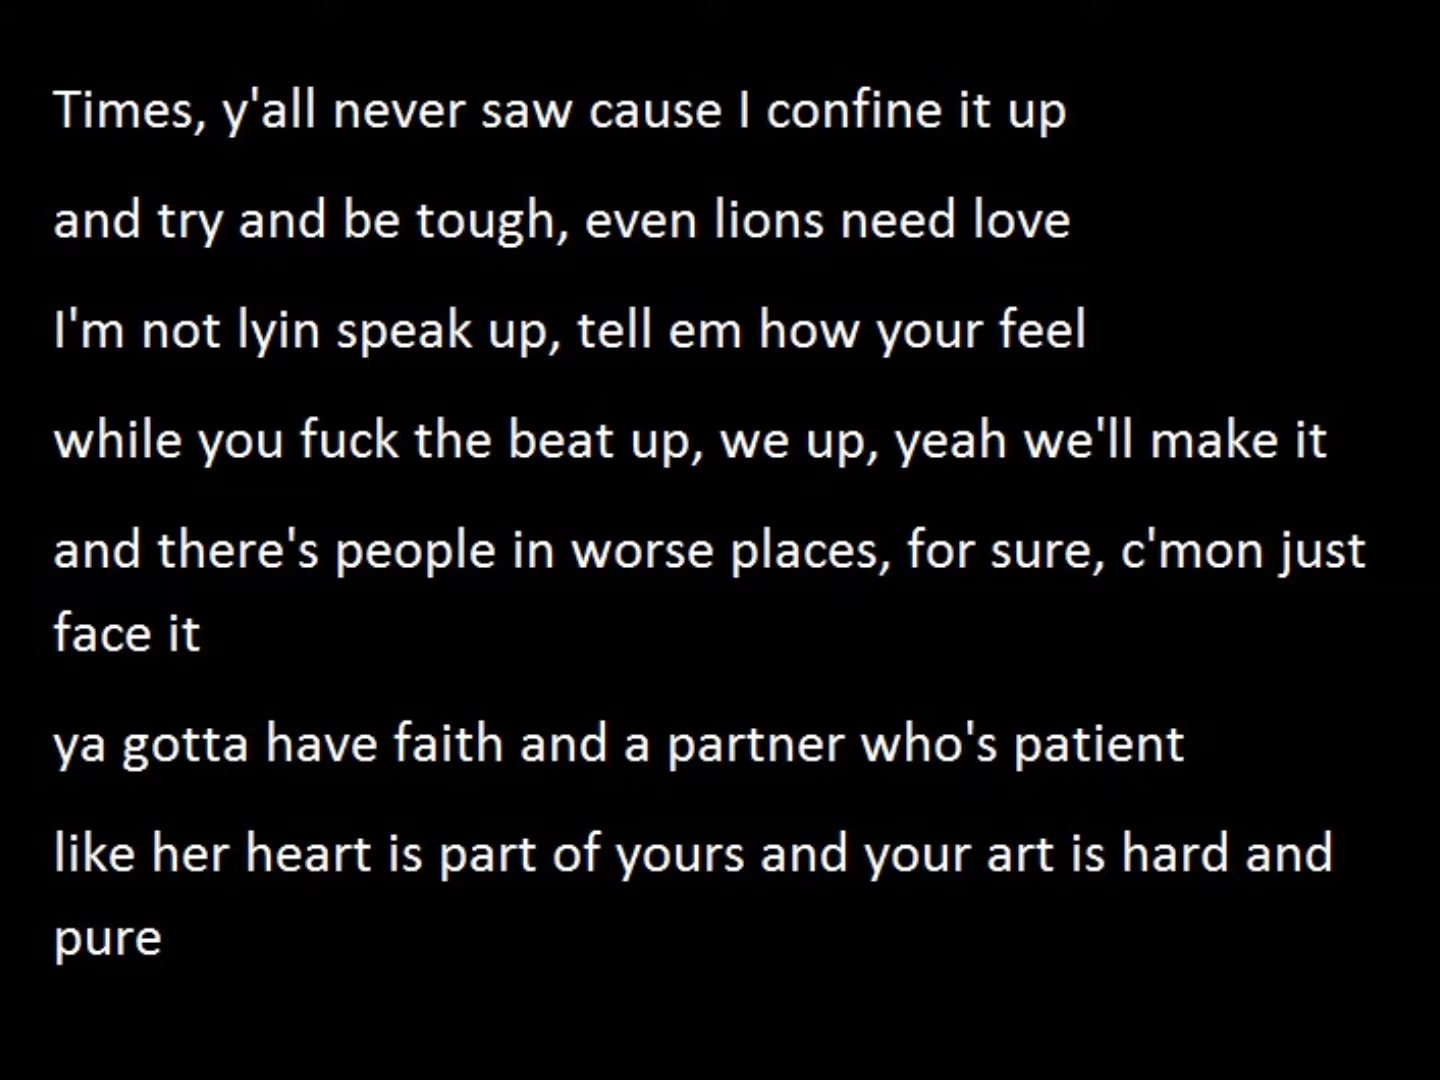 Times, y'all never saw cause I confine it up
and try and be tough, even lions need love
I'm not lyin speak up, tell em how your feel
while you fuck the beat up, we up, yeah we'll make it
and there's people in worse places, for sure, c'mon just
face it
ya gotta have faith and a partner who's patient
like her heart is part of yours and your art is hard and
pure